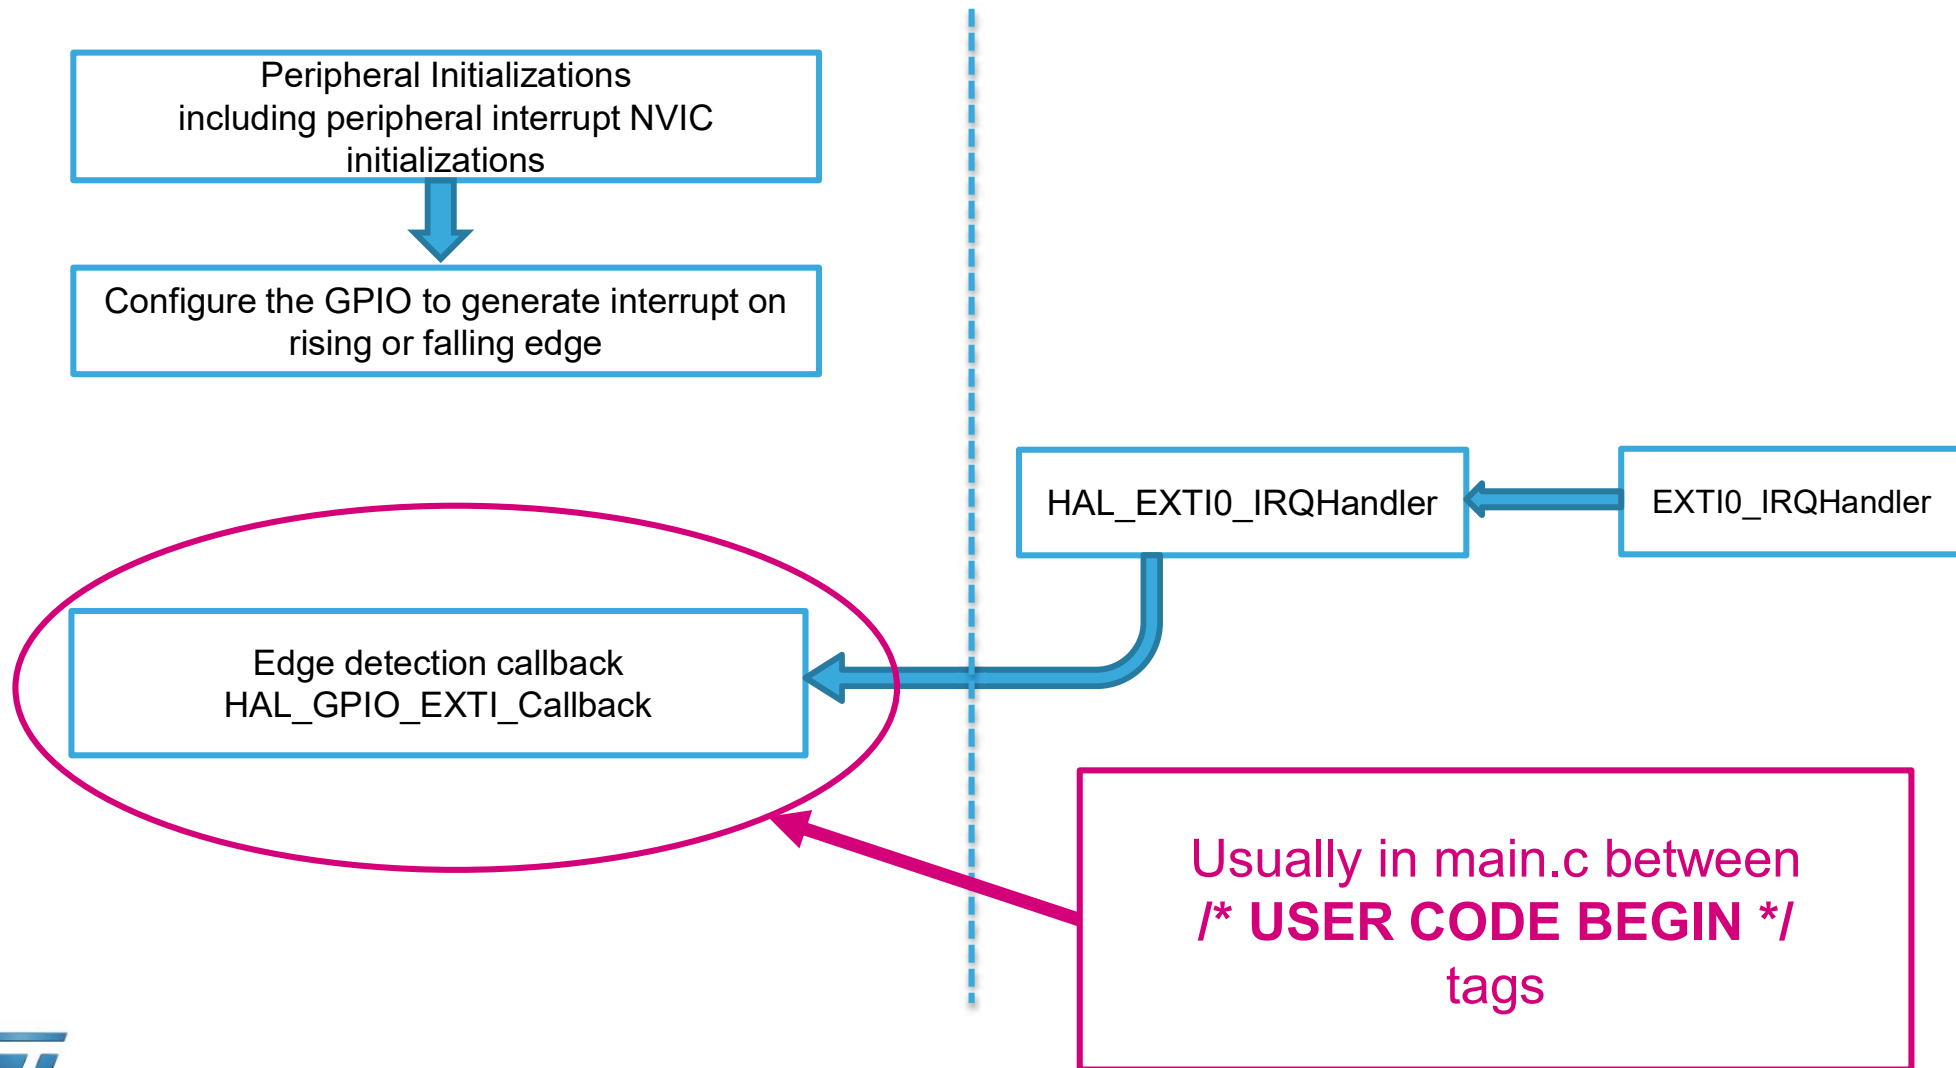 Peripheral Initializations
including peripheral interrupt NVIC
initializations
Configure the GPIO to generate interrupt on
rising or falling edge
HAL_EXTI0_IRQHandler
EXTI0_IRQHandler
Edge detection callback
HAL_GPIO_EXTI_Callback
Usually in main.c between
/* USER CODE BEGIN */
tags